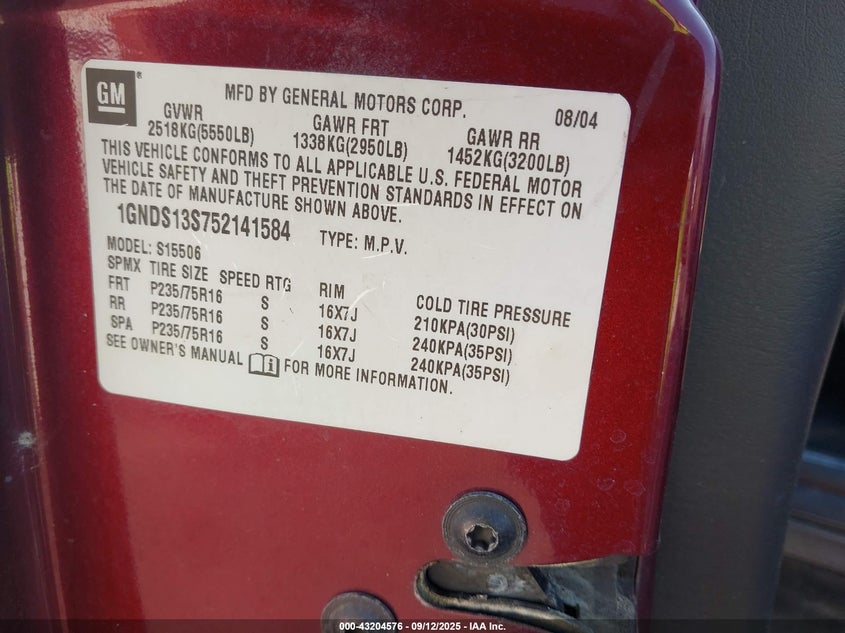 GM
MFD BY GENERAL MOTORS CORP. 08/04
GVWR GAWR FRT GAWR RR
2518KG(5550LB) 1338KG(2950LB) 1452KG(3200LB)
THIS VEHICLE CONFORMS TO ALL APPLICABLE U.S. FEDERAL MOTOR
VEHICLE SAFETY AND THEFT PREVENTION STANDARDS IN EFFECT ON
THE DATE OF MANUFACTURE SHOWN ABOVE.
1GNDS13S752141584 TYPE: M.P.V.
MODEL: S15506
SPMX TIRE SIZE SPEED RTG RIM COLD TIRE PRESSURE
FRT P235/75R16 S 16X7J 210KPA(30PSI)
RR P235/75R16 S 16X7J 240KPA(35PSI)
SPA P235/75R16 S 16X7J 240KPA(35PSI)
SEE OWNER'S MANUAL FOR MORE INFORMATION.
000-43204576 - 09/12/2025 - IAA Inc.